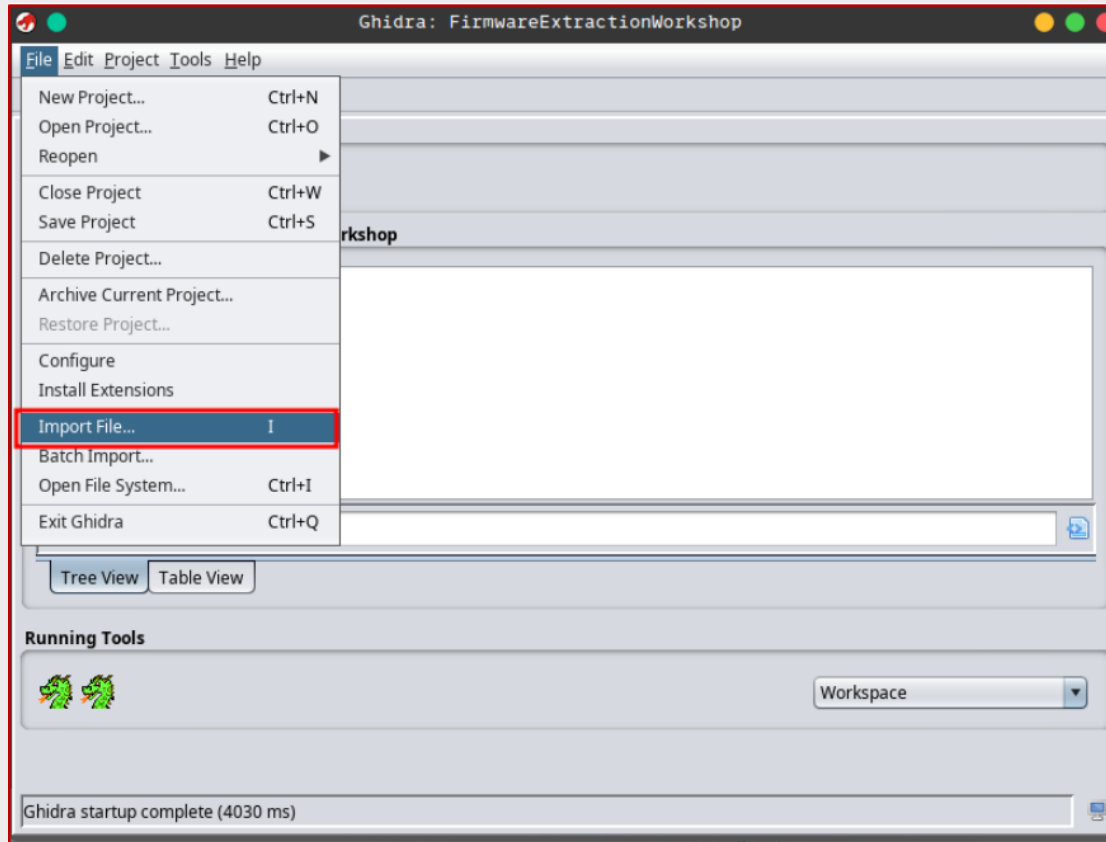 Ghidra: FirmwareExtractionWorkshop
File Edit Project Tools Help
New Project... Ctrl+N
Open Project... Ctrl+O
Reopen
Close Project Ctrl+W
Save Project Ctrl+S
rkshop
Delete Project...
Archive Current Project...
Restore Project...
Configure
Install Extensions
Import File... I
Batch Import...
Open File System... Ctrl+I
Exit Ghidra Ctrl+Q
Tree View Table View
Running Tools
Workspace
Ghidra startup complete (4030 ms)